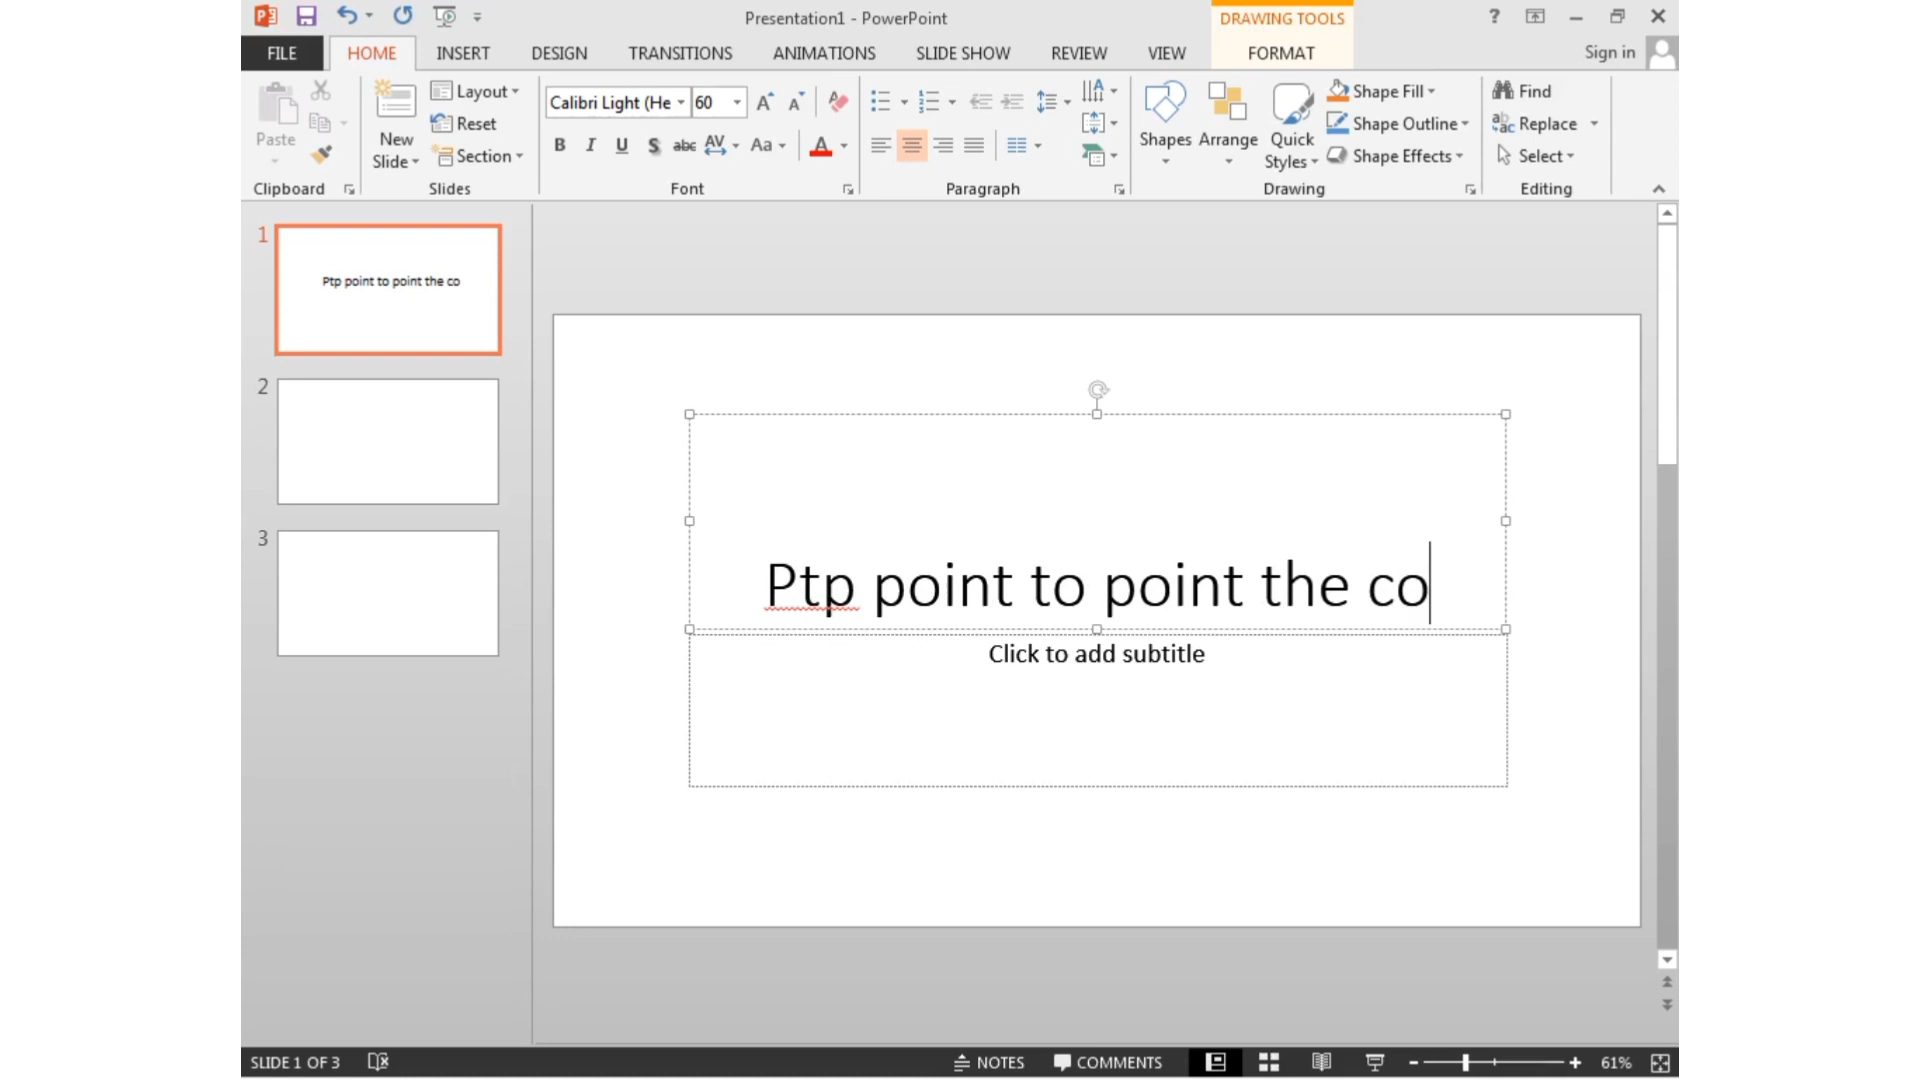 Presentation1 - PowerPoint
DRAWING TOOLS
?
FILE HOME INSERT DESIGN TRANSITIONS ANIMATIONS SLIDE SHOW REVIEW VIEW FORMAT Sign in
Paste
New Slide
Layout
Reset
Section
Calibri Light (He 60
B I U S abc AV Aa A
Shapes Arrange Quick Styles
Shape Fill
Shape Outline
Shape Effects
Find
Replace
Select
Clipboard Slides Font Paragraph Drawing Editing
1
Ptp point to point the co
2
3
Ptp point to point the co
Click to add subtitle
SLIDE 1 OF 3 NOTES COMMENTS 61%